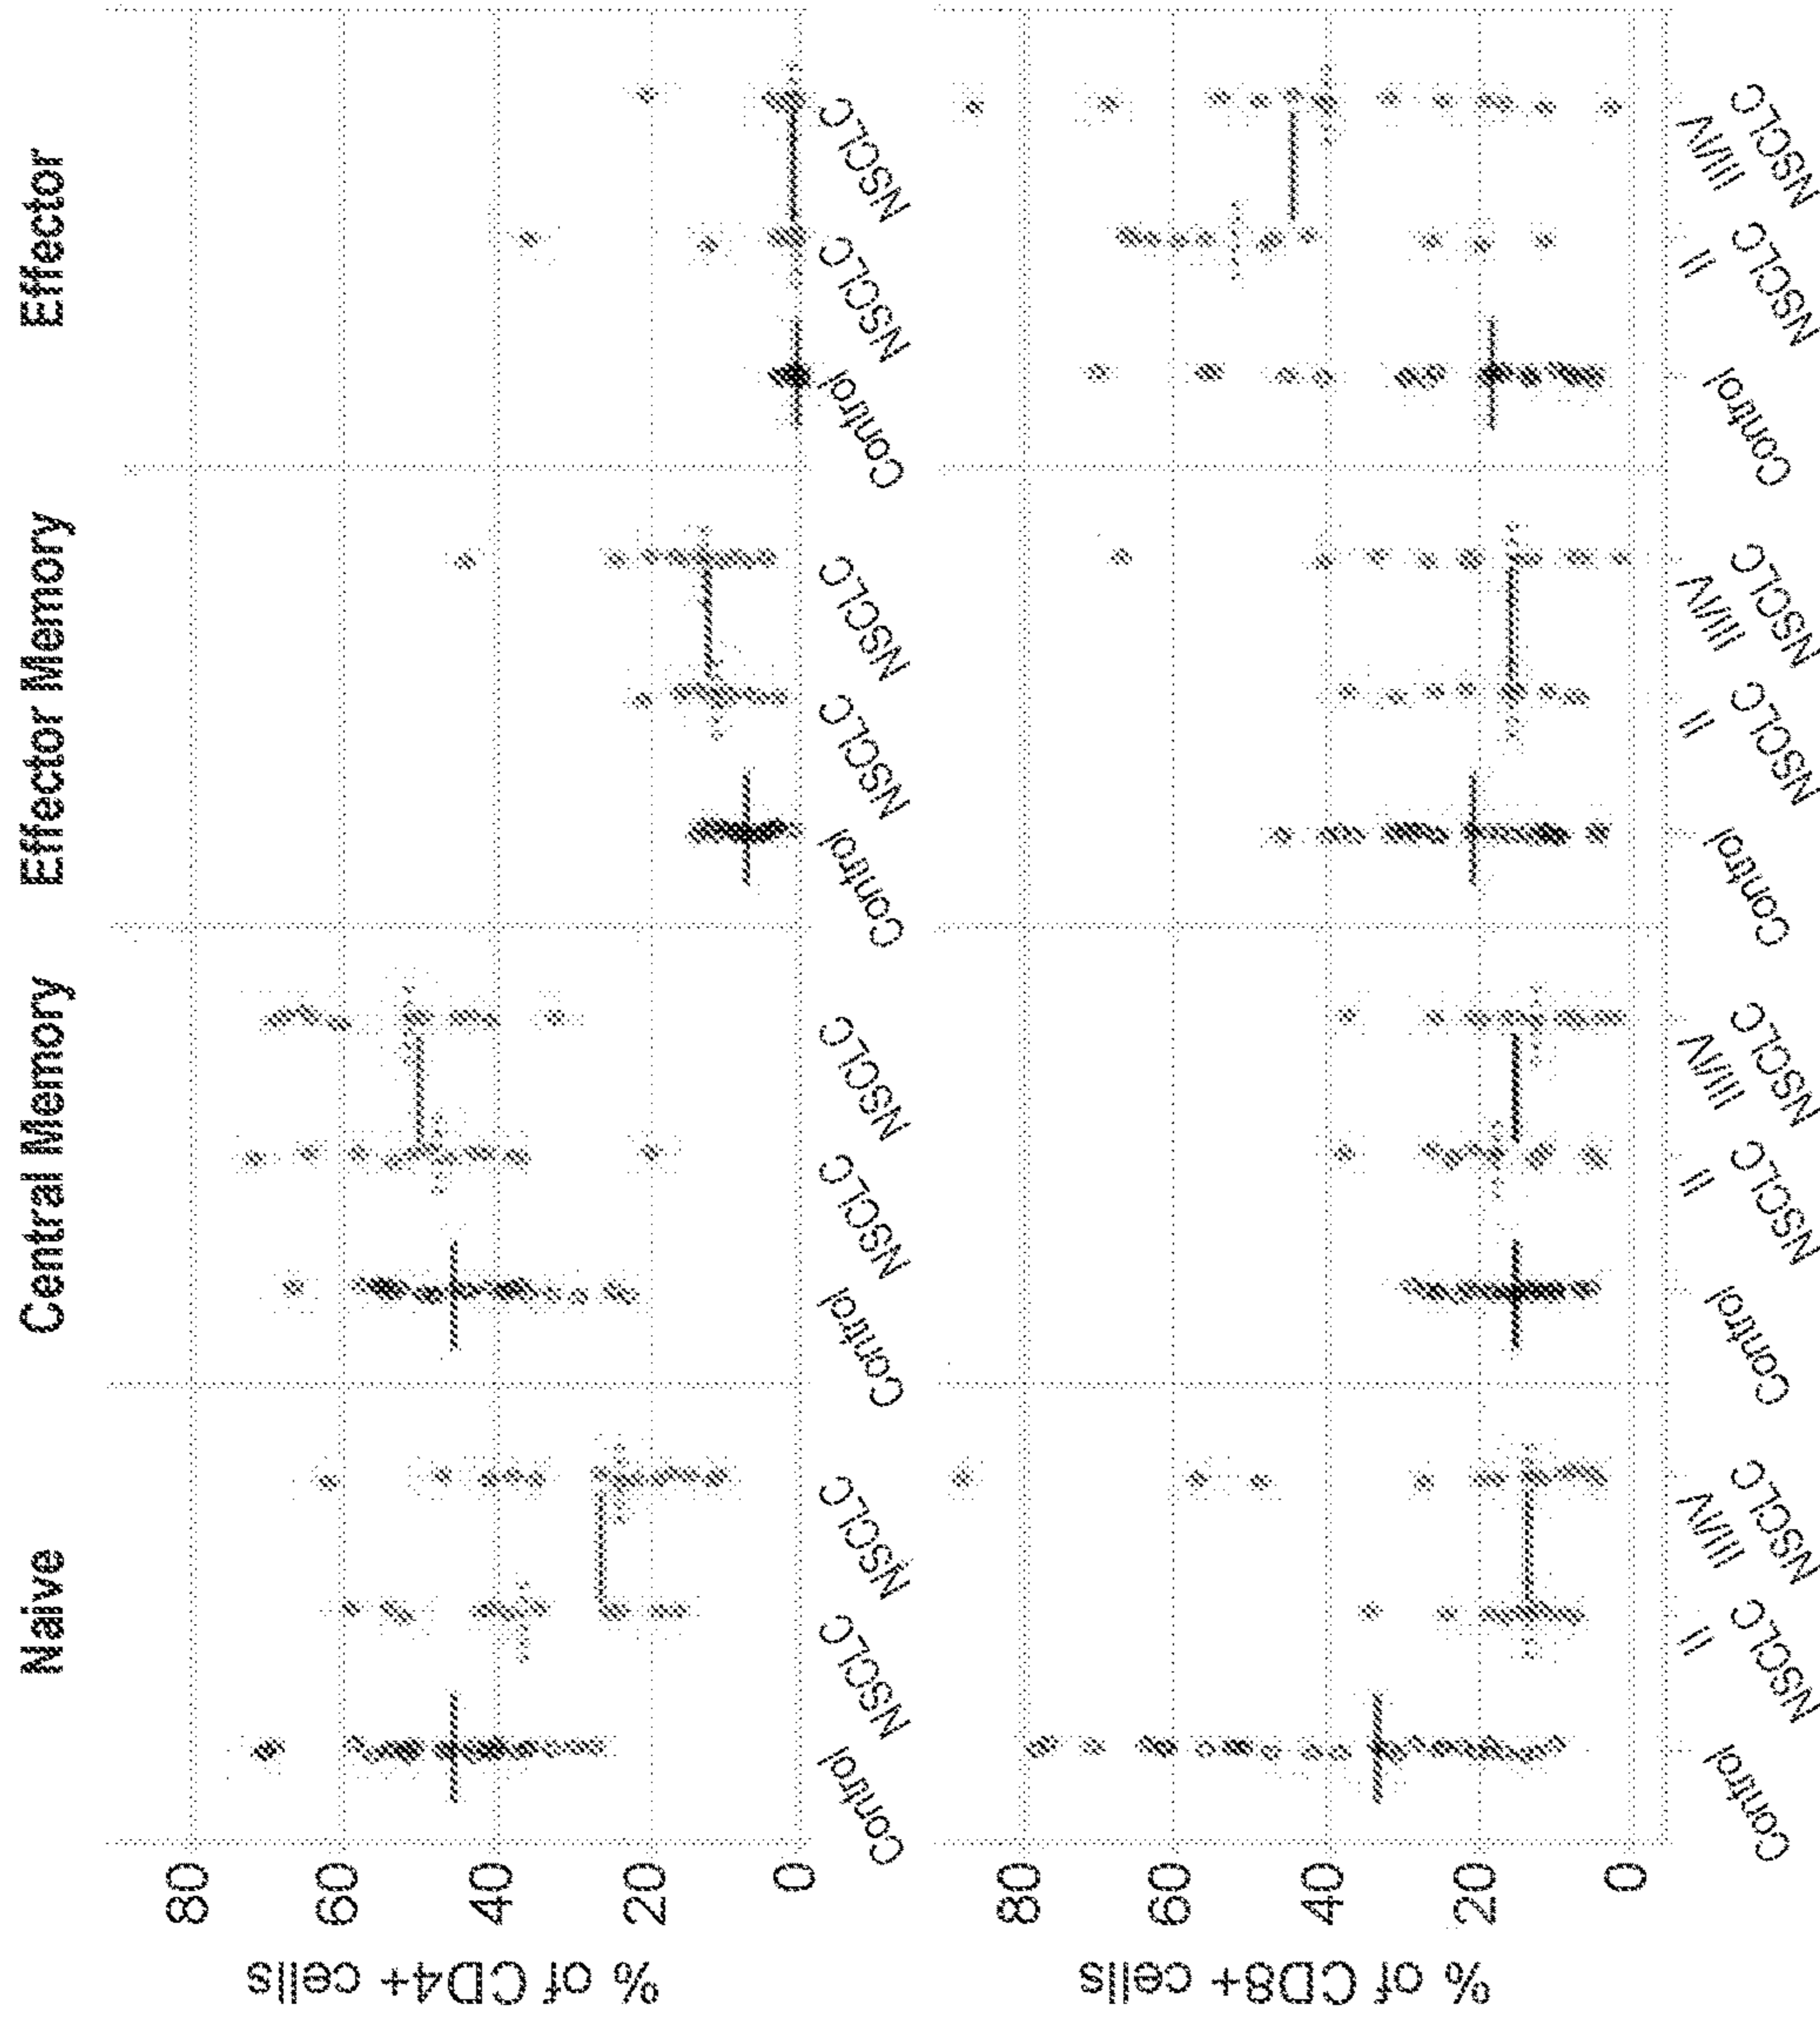 Naive
Central Memory
Effector Memory
Effector
% of CD4+ cells
80
60
40
20
0
Control
NSCLC
NSCLC
Control
NSCLC
NSCLC
Control
NSCLC
NSCLC
Control
NSCLC
NSCLC
% of CD8+ cells
80
60
40
20
0
Control
NSCLC
II
NSCLC
III/IV
Control
NSCLC
II
NSCLC
III/IV
Control
NSCLC
II
NSCLC
III/IV
Control
NSCLC
II
NSCLC
III/IV